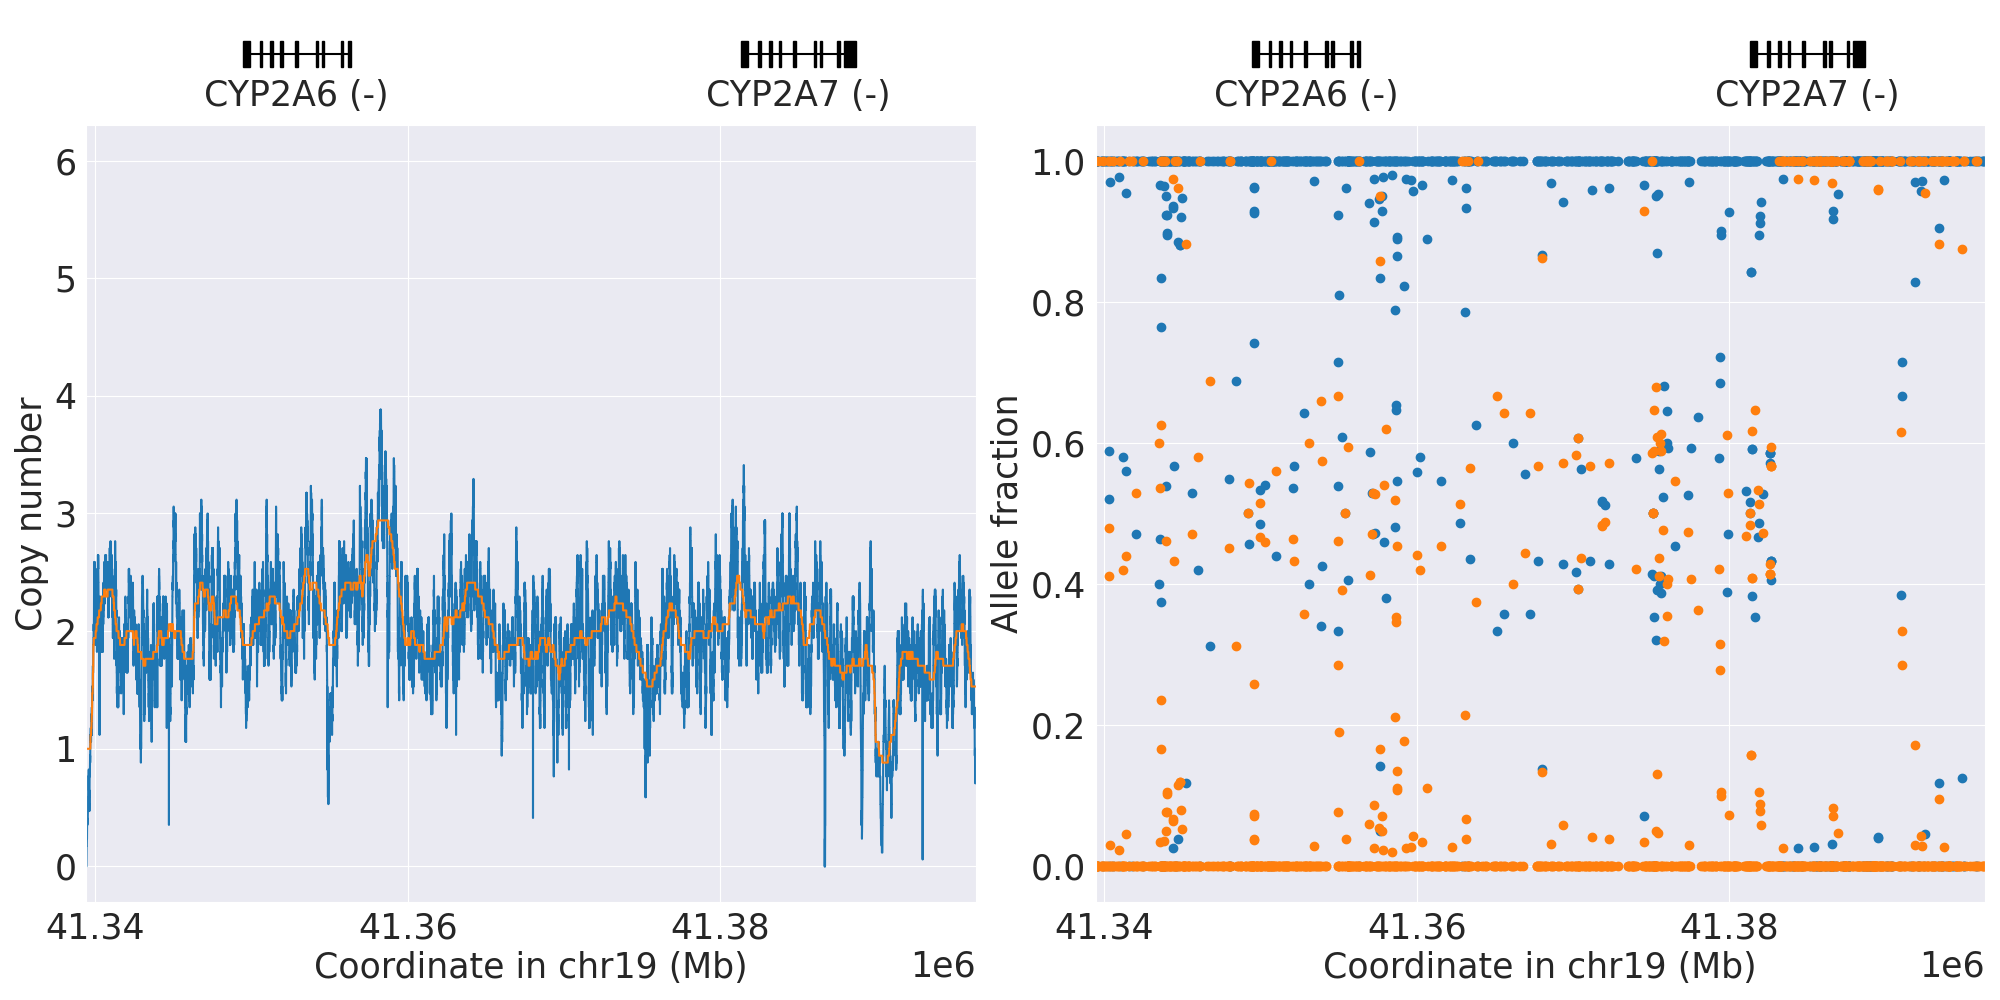 CYP2A6 (-)
CYP2A7 (-)
6
5
4
3
2
1
0
Copy number
41.34
41.36
41.38
Coordinate in chr19 (Mb)
1e6
CYP2A6 (-)
CYP2A7 (-)
1.0
0.8
0.6
0.4
0.2
0.0
Allele fraction
41.34
41.36
41.38
Coordinate in chr19 (Mb)
1e6